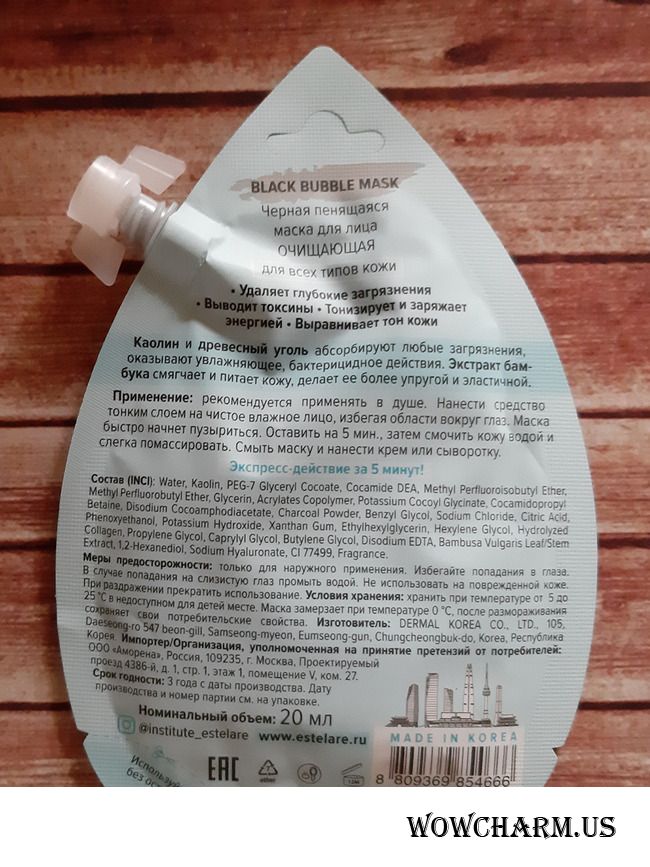 BLACK BUBBLE MASK
Черная пенящаяся
маска для лица
ОЧИЩАЮЩАЯ
для всех типов кожи
• Удаляет глубокие загрязнения
• Выводит токсины • Тонизирует и заряжает
энергией • Выравнивает тон кожи
Каолин и древесный уголь абсорбируют любые загрязнения,
оказывают увлажняющее, бактерицидное действия. Экстракт бам-
бука смягчает и питает кожу, делает ее более упругой и эластичной.
Применение: рекомендуется применять в душе. Нанести средство
тонким слоем на чистое влажное лицо, избегая области вокруг глаз. Маска
быстро начнет пузыриться. Оставить на 5 мин., затем смочить кожу водой и
слегка помассировать. Смыть маску и нанести крем или сыворотку.
Экспресс-действие за 5 минут!
Состав (INCI): Water, Kaolin, PEG-7 Glyceryl Cocoate, Cocamide DEA, Methyl Perfluoroisobutyl Ether,
Methyl Perfluorobutyl Ether, Glycerin, Acrylates Copolymer, Potassium Cocoyl Glycinate, Cocamidopropyl
Betaine, Disodium Cocoamphodiacetate, Charcoal Powder, Benzyl Glycol, Sodium Chloride, Citric Acid,
Phenoxyethanol, Potassium Hydroxide, Xanthan Gum, Ethylhexylglycerin, Hexylene Glycol, Hydrolyzed
Collagen, Propylene Glycol, Caprylyl Glycol, Butylene Glycol, Disodium EDTA, Bambusa Vulgaris Leaf/Stem
Extract, 1,2-Hexanediol, Sodium Hyaluronate, CI 77499, Fragrance.
Меры предосторожности: только для наружного применения. Избегайте попадания в глаза.
В случае попадания на слизистую глаз промыть водой. Не использовать на поврежденной коже.
При раздражении прекратить использование. Условия хранения: хранить при температуре от 5 до
25 °C в недоступном для детей месте. Маска замерзает при температуре 0 °C, после размораживания
сохраняет свои потребительские свойства. Изготовитель: DERMAL KOREA CO., LTD., 105,
Daeseong-ro 547 beon-gil, Samseong-myeon, Eumseong-gun, Chungcheongbuk-do, Korea, Республика
Корея. Импортер/Организация, уполномоченная на принятие претензий от потребителей:
ООО «Аморена», Россия, 109235, г. Москва, Проектируемый
проезд 4386-й, д. 1, стр. 1, этаж 1, помещение V, ком. 27.
Срок годности: 3 года с даты производства. Дату
производства и номер партии см. на упаковке.
Номинальный объем: 20 мл
@institute_estelare www.estelare.ru
MADE IN KOREA
Используй
без ос
EAC
7
other
12M
8 809369 854666
WOWCHARM.US